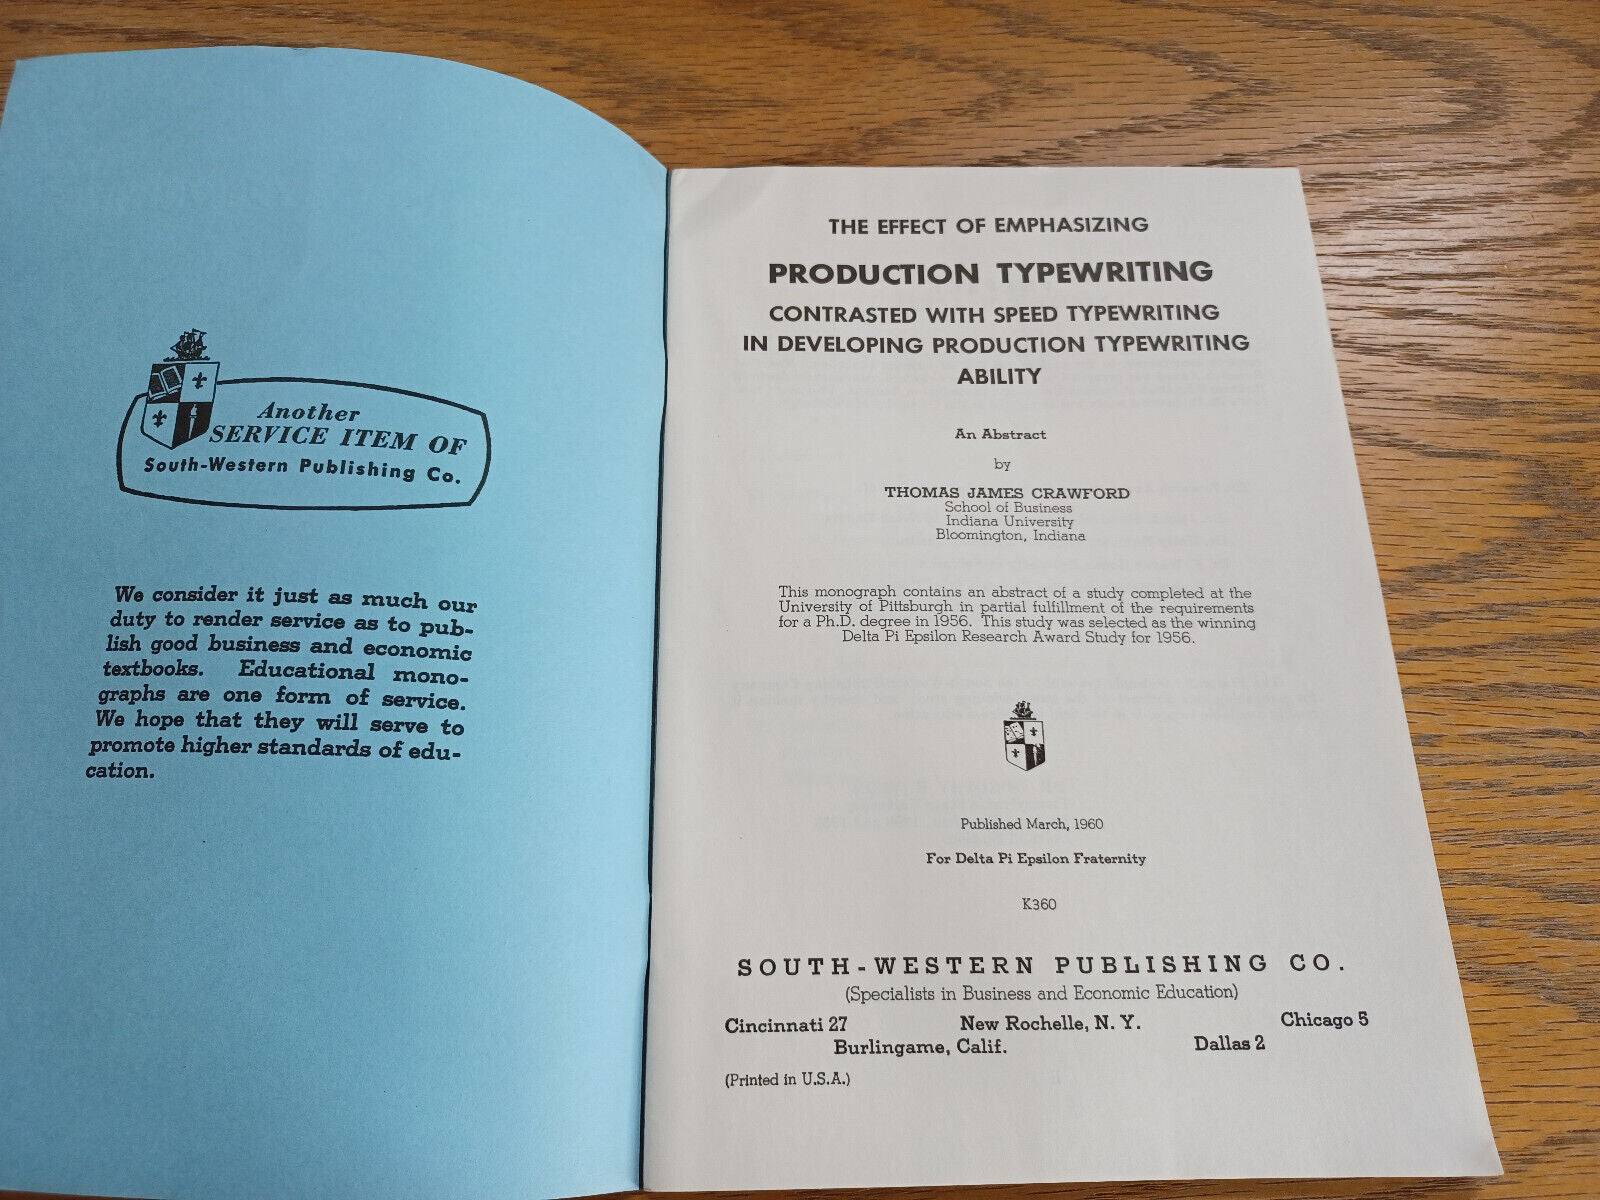 Another
SERVICE ITEM OF
South-Western Publishing Co.
We consider it just as much our
duty to render service as to pub-
lish good business and economic
textbooks. Educational mono-
graphs are one form of service.
We hope that they will serve to
promote higher standards of edu-
cation.
THE EFFECT OF EMPHASIZING
PRODUCTION TYPEWRITING
CONTRASTED WITH SPEED TYPEWRITING
IN DEVELOPING PRODUCTION TYPEWRITING
ABILITY
An Abstract
by
THOMAS JAMES CRAWFORD
School of Business
Indiana University
Bloomington, Indiana
This monograph contains an abstract of a study completed at the
University of Pittsburgh in partial fulfillment of the requirements
for a Ph.D. degree in 1956. This study was selected as the winning
Delta Pi Epsilon Research Award Study for 1956.
Published March, 1960
For Delta Pi Epsilon Fraternity
K360
SOUTH-WESTERN PUBLISHING CO.
(Specialists in Business and Economic Education)
Cincinnati 27 New Rochelle, N. Y. Chicago 5
Burlingame, Calif. Dallas 2
(Printed in U.S.A.)